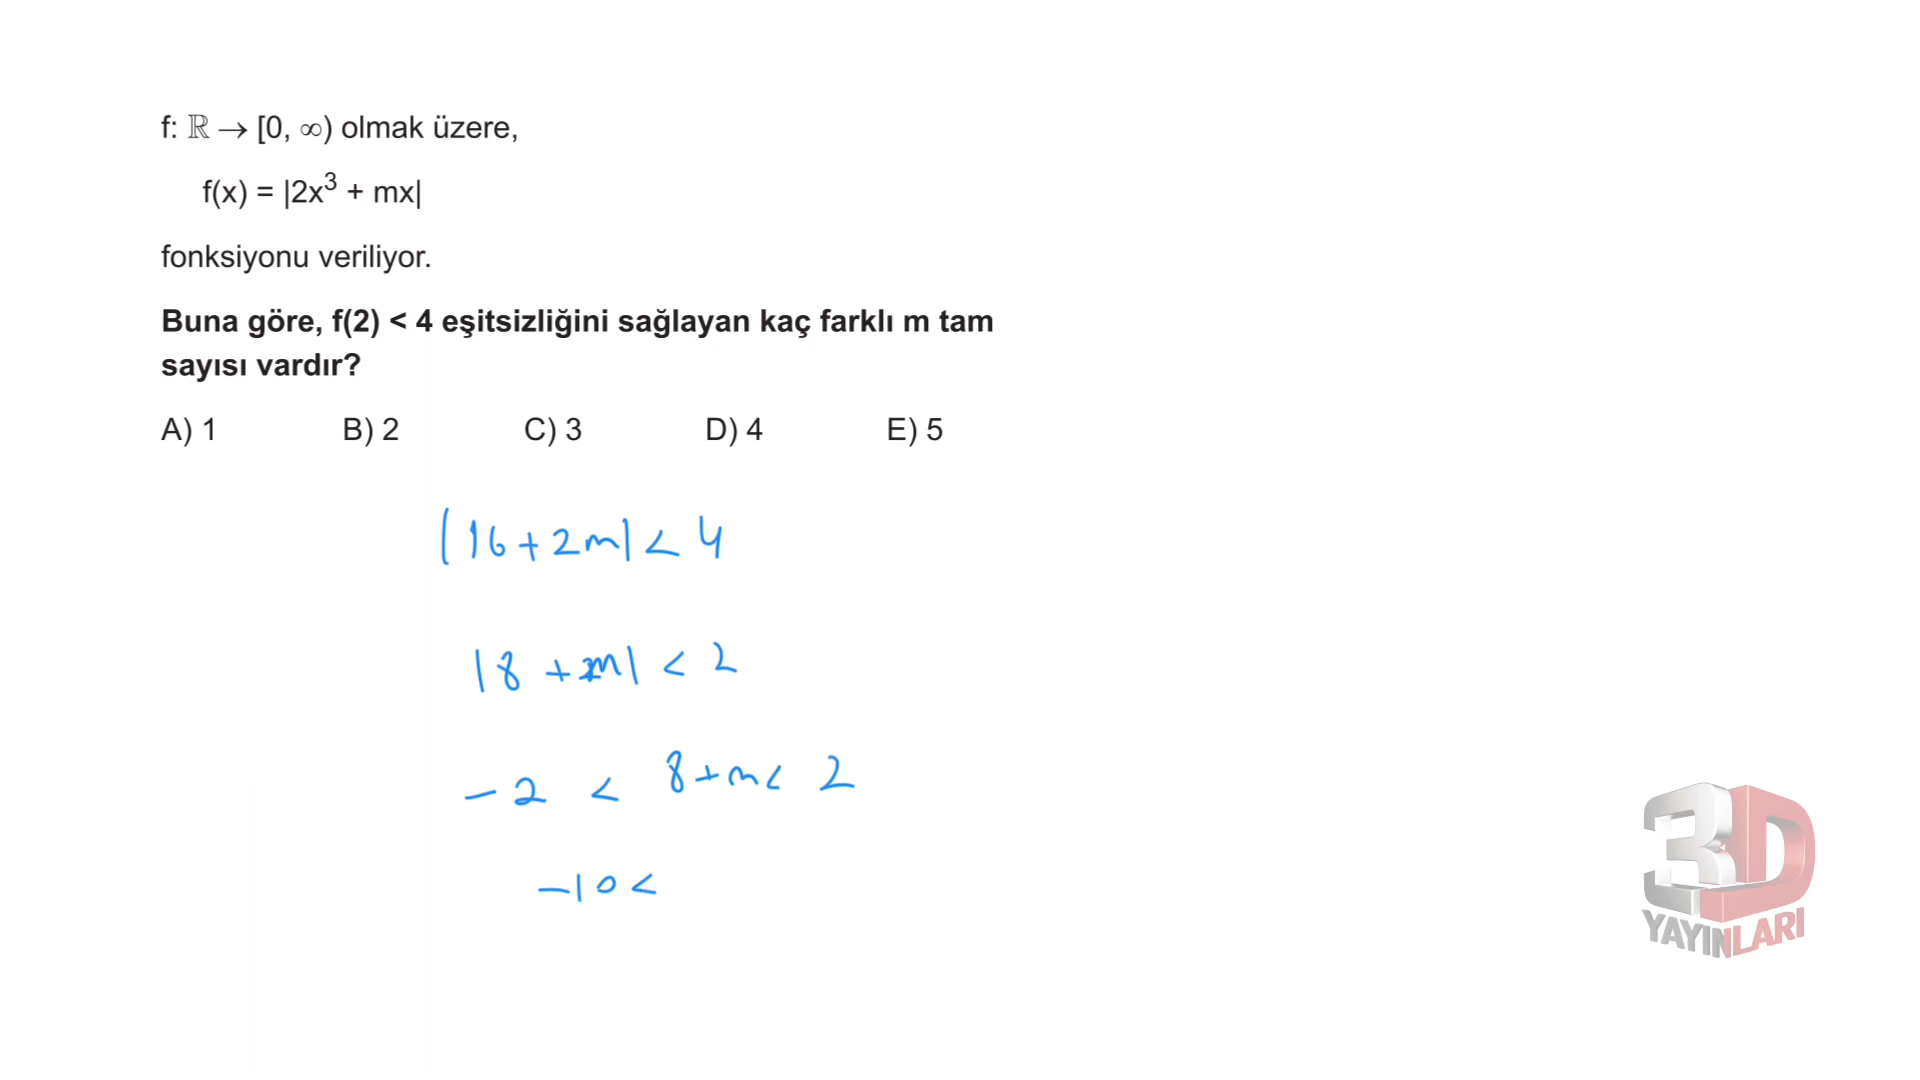 f: ℝ → [0, ∞) olmak üzere,
f(x) = |2x³ + mx|
fonksiyonu veriliyor.
Buna göre, f(2) < 4 eşitsizliğini sağlayan kaç farklı m tam
sayısı vardır?
A) 1 B) 2 C) 3 D) 4 E) 5
|16+2m| < 4
|8 +m| < 2
-2 < 8+m < 2
-10 <
3D
YAYINLARI